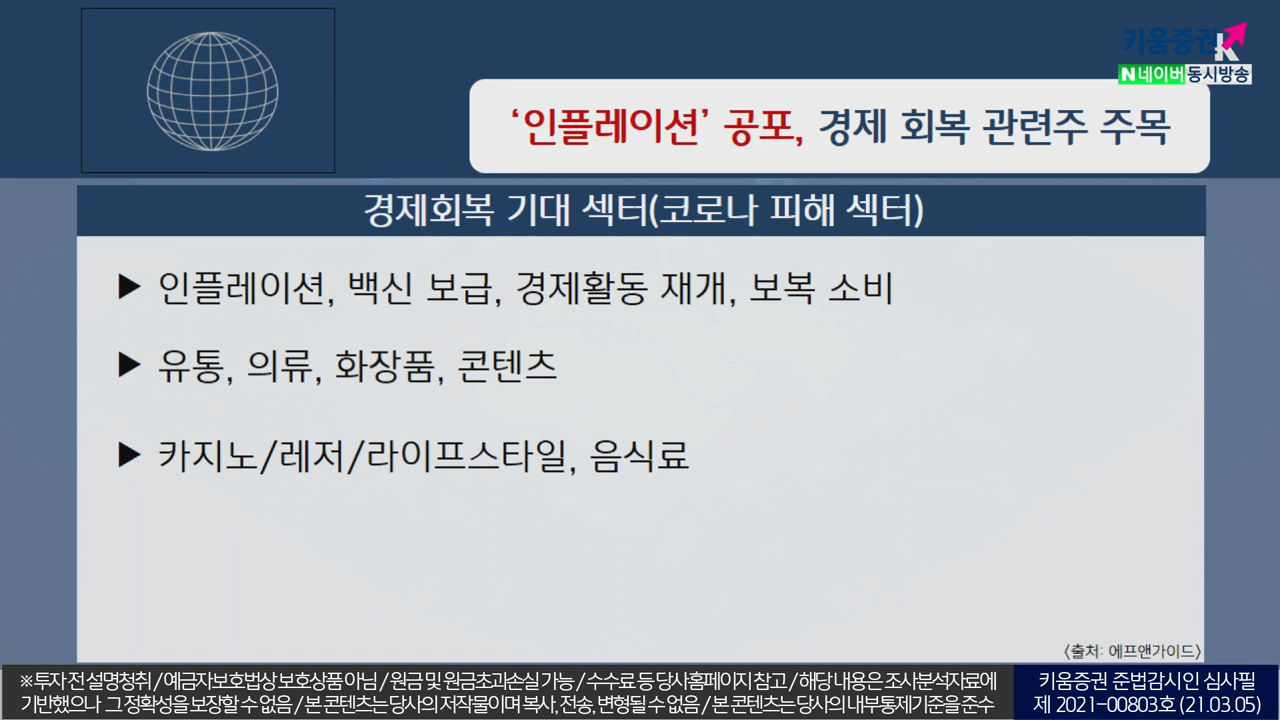 키움증권
N네이버동시방송
‘인플레이션’ 공포, 경제 회복 관련주 주목
경제회복 기대 섹터(코로나 피해 섹터)
▶ 인플레이션, 백신 보급, 경제활동 재개, 보복 소비
▶ 유통, 의류, 화장품, 콘텐츠
▶ 카지노/레저/라이프스타일, 음식료
<출처: 에프앤가이드>
※투자 전 설명청취 / 예금자보호법상 보호상품 아님 / 원금 및 원금초과손실 가능 / 수수료 등 당사홈페이지 참고 / 해당 내용은 조사분석자료에
기반했으나 그 정확성을 보장할 수 없음 / 본 콘텐츠는 당사의 저작물이며 복사, 전송, 변형될 수 없음 / 본 콘텐츠는 당사의 내부통제기준을 준수
키움증권 준법감시인 심사필
제 2021-00803호 (21.03.05)